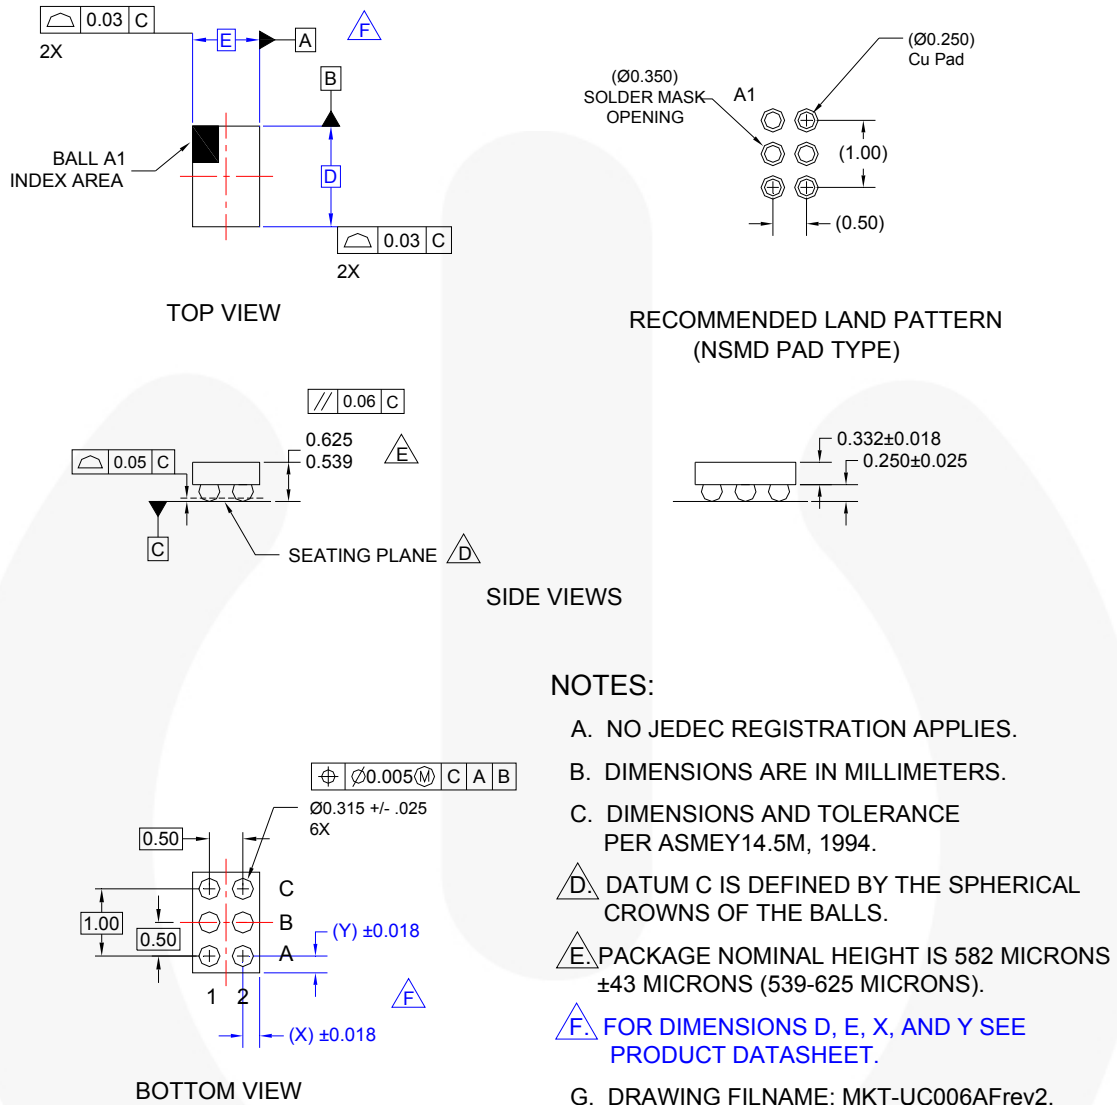 0.03 C
2X
E
A
F
B
BALL A1
INDEX AREA
D
0.03 C
2X
TOP VIEW
(Ø0.250)
Cu Pad
(Ø0.350)
SOLDER MASK
OPENING
A1
(1.00)
(0.50)
RECOMMENDED LAND PATTERN
(NSMD PAD TYPE)
// 0.06 C
0.625
0.539
E
0.05 C
C
SEATING PLANE D
0.332±0.018
0.250±0.025
SIDE VIEWS
⌖ Ø0.005Ⓜ C A B
Ø0.315 +/- .025
6X
0.50
C
B
A
1.00
0.50
(Y) ±0.018
1 2
F
(X) ±0.018
BOTTOM VIEW
NOTES:
A. NO JEDEC REGISTRATION APPLIES.
B. DIMENSIONS ARE IN MILLIMETERS.
C. DIMENSIONS AND TOLERANCE
PER ASMEY14.5M, 1994.
D. DATUM C IS DEFINED BY THE SPHERICAL
CROWNS OF THE BALLS.
E. PACKAGE NOMINAL HEIGHT IS 582 MICRONS
±43 MICRONS (539-625 MICRONS).
F. FOR DIMENSIONS D, E, X, AND Y SEE
PRODUCT DATASHEET.
G. DRAWING FILNAME: MKT-UC006AFrev2.